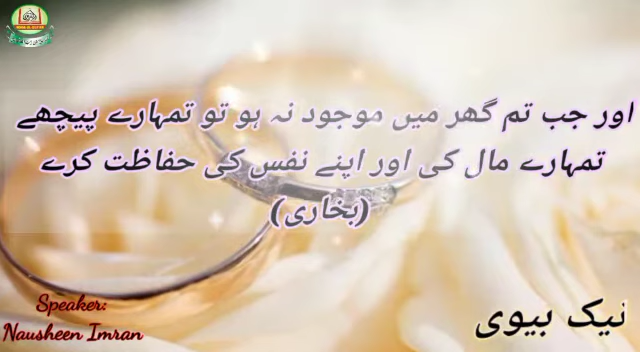 اور جب تم گھر میں موجود نہ ہو تو تمہارے پیچھے
تمہارے مال کی اور اپنے نفس کی حفاظت کرے
(بخاری)
Speaker:
Nausheen Imran
نیک بیوی